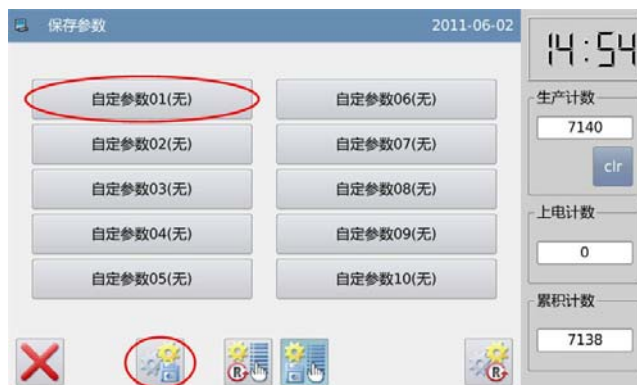 保存参数 2011-06-02
14:54
自定参数01(无) 自定参数06(无)
自定参数02(无) 自定参数07(无)
自定参数03(无) 自定参数08(无)
自定参数04(无) 自定参数09(无)
自定参数05(无) 自定参数10(无)
生产计数
7140
clr
上电计数
0
累积计数
7138
R R